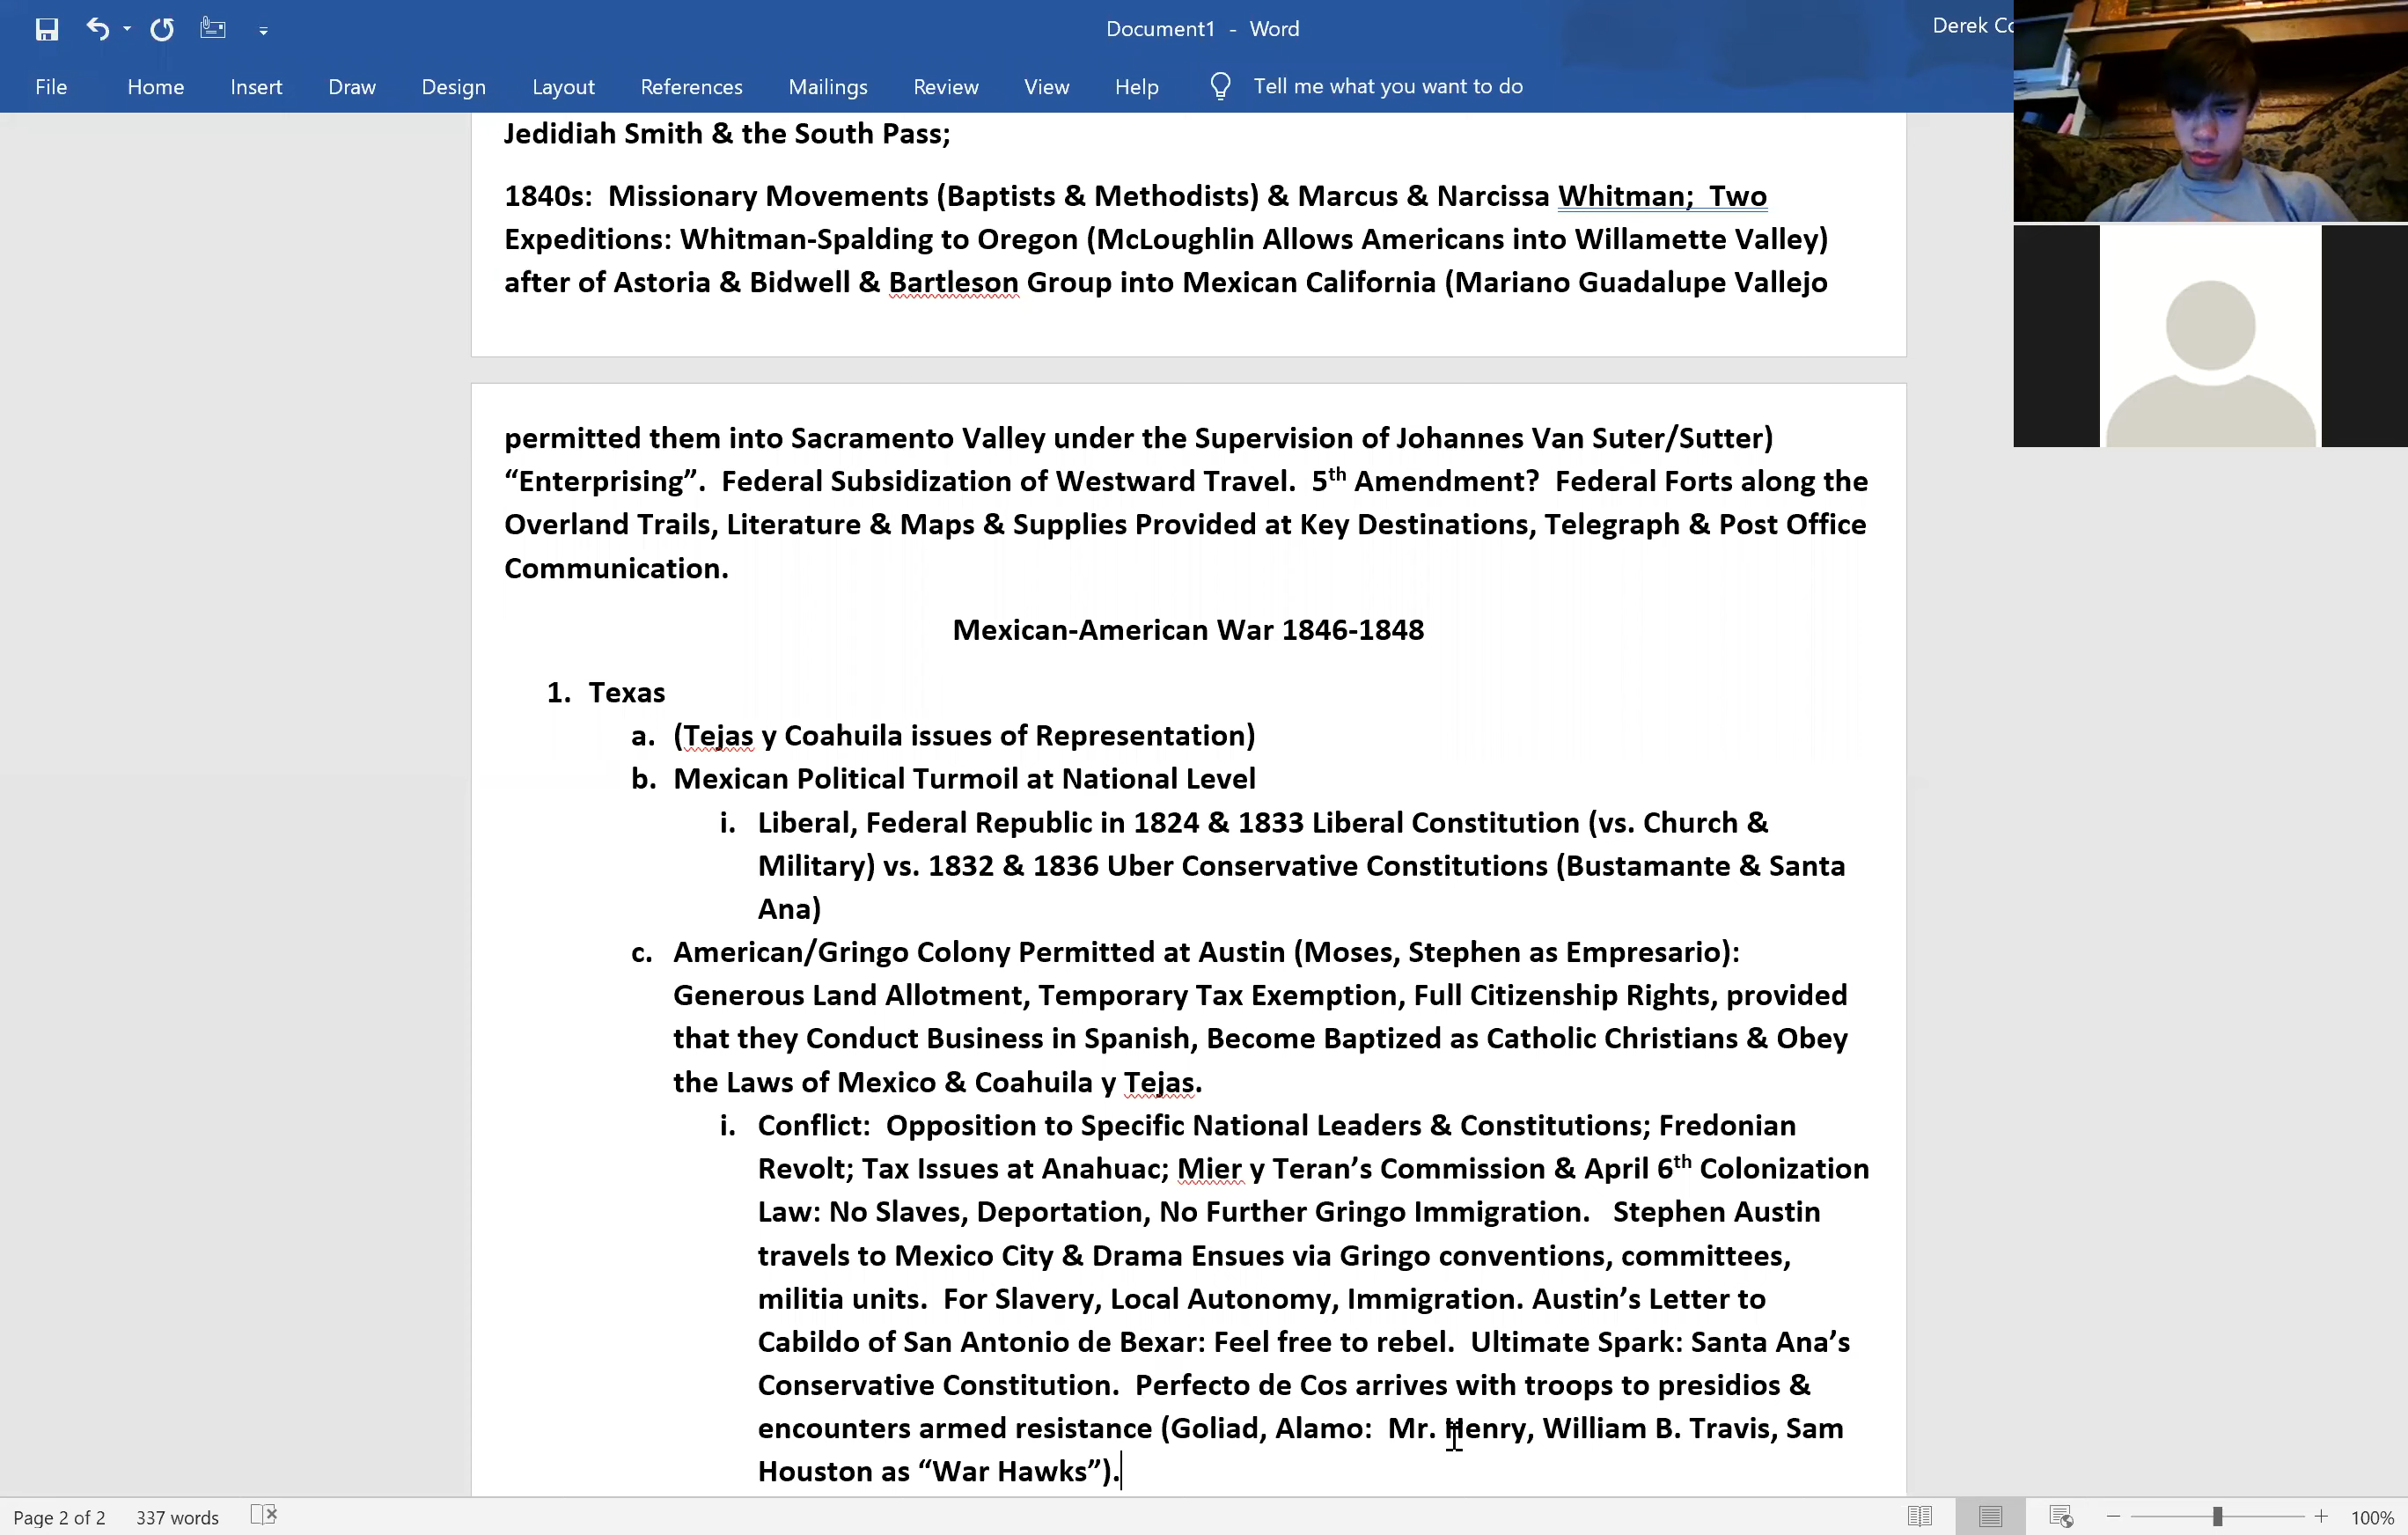 Document1 - Word
Derek Co
File Home Insert Draw Design Layout References Mailings Review View Help Tell me what you want to do
Jedidiah Smith & the South Pass;
1840s:  Missionary Movements (Baptists & Methodists) & Marcus & Narcissa Whitman;  Two
Expeditions: Whitman-Spalding to Oregon (McLoughlin Allows Americans into Willamette Valley)
after of Astoria & Bidwell & Bartleson Group into Mexican California (Mariano Guadalupe Vallejo
permitted them into Sacramento Valley under the Supervision of Johannes Van Suter/Sutter)
“Enterprising”.  Federal Subsidization of Westward Travel.  5th Amendment?  Federal Forts along the
Overland Trails, Literature & Maps & Supplies Provided at Key Destinations, Telegraph & Post Office
Communication.
Mexican-American War 1846-1848
1. Texas
a. (Tejas y Coahuila issues of Representation)
b. Mexican Political Turmoil at National Level
i. Liberal, Federal Republic in 1824 & 1833 Liberal Constitution (vs. Church &
Military) vs. 1832 & 1836 Uber Conservative Constitutions (Bustamante & Santa
Ana)
c. American/Gringo Colony Permitted at Austin (Moses, Stephen as Empresario):
Generous Land Allotment, Temporary Tax Exemption, Full Citizenship Rights, provided
that they Conduct Business in Spanish, Become Baptized as Catholic Christians & Obey
the Laws of Mexico & Coahuila y Tejas.
i. Conflict:  Opposition to Specific National Leaders & Constitutions; Fredonian
Revolt; Tax Issues at Anahuac; Mier y Teran’s Commission & April 6th Colonization
Law: No Slaves, Deportation, No Further Gringo Immigration.   Stephen Austin
travels to Mexico City & Drama Ensues via Gringo conventions, committees,
militia units.  For Slavery, Local Autonomy, Immigration. Austin’s Letter to
Cabildo of San Antonio de Bexar: Feel free to rebel.  Ultimate Spark: Santa Ana’s
Conservative Constitution.  Perfecto de Cos arrives with troops to presidios &
encounters armed resistance (Goliad, Alamo:  Mr. Henry, William B. Travis, Sam
Houston as “War Hawks”).
Page 2 of 2 337 words 100%